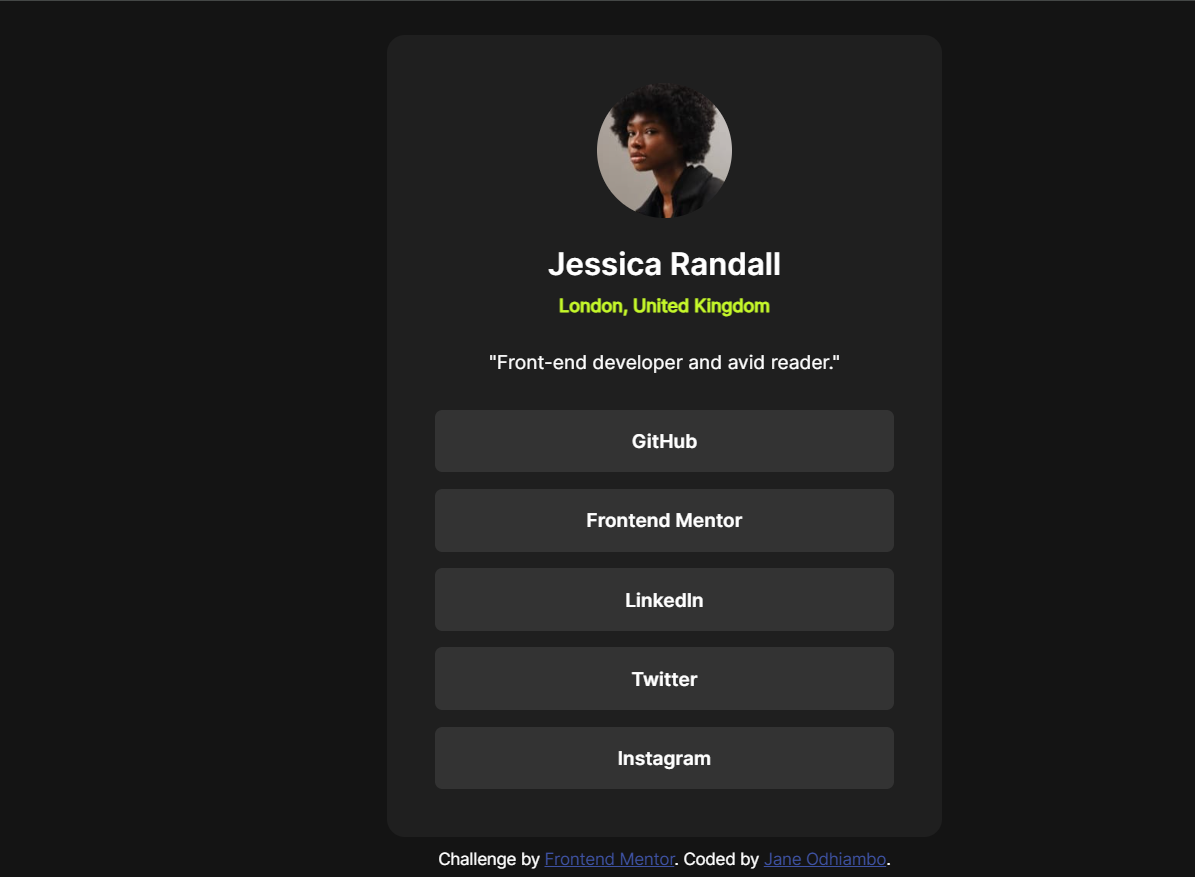 Jessica Randall
London, United Kingdom
"Front-end developer and avid reader."
GitHub
Frontend Mentor
LinkedIn
Twitter
Instagram
Challenge by Frontend Mentor. Coded by Jane Odhiambo.